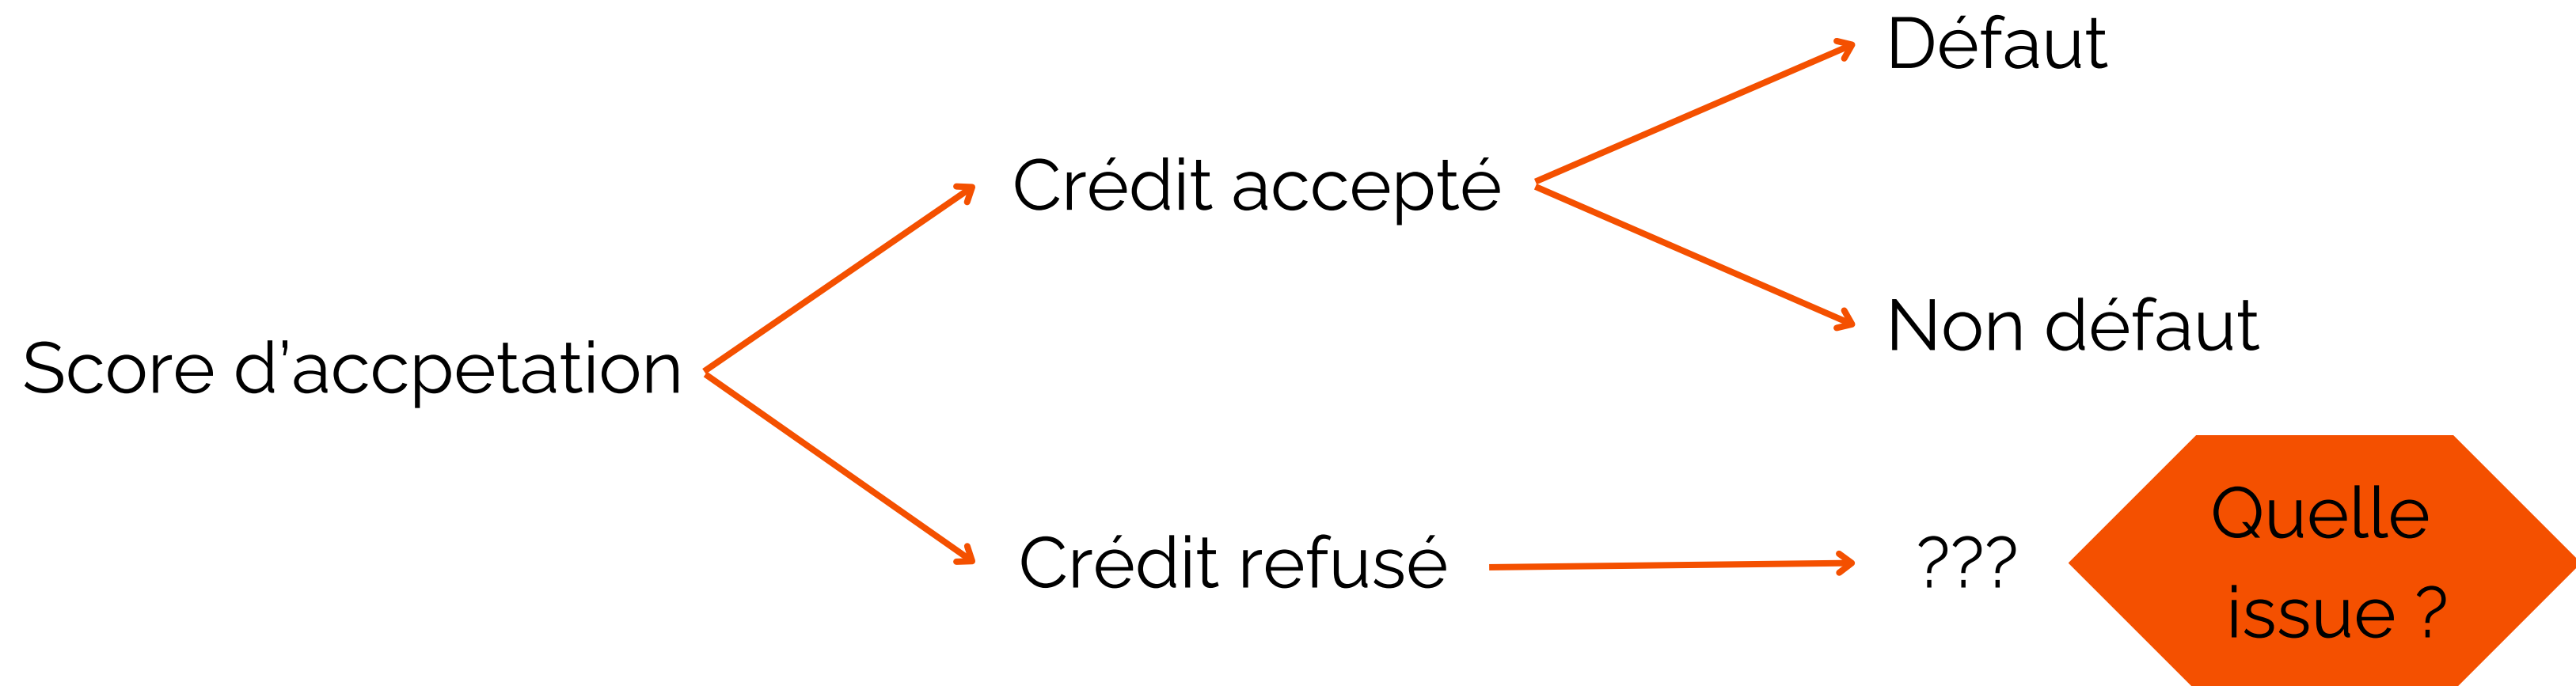 Défaut
Crédit accepté
Non défaut
Score d’accpetation
Crédit refusé
???
Quelle
issue ?